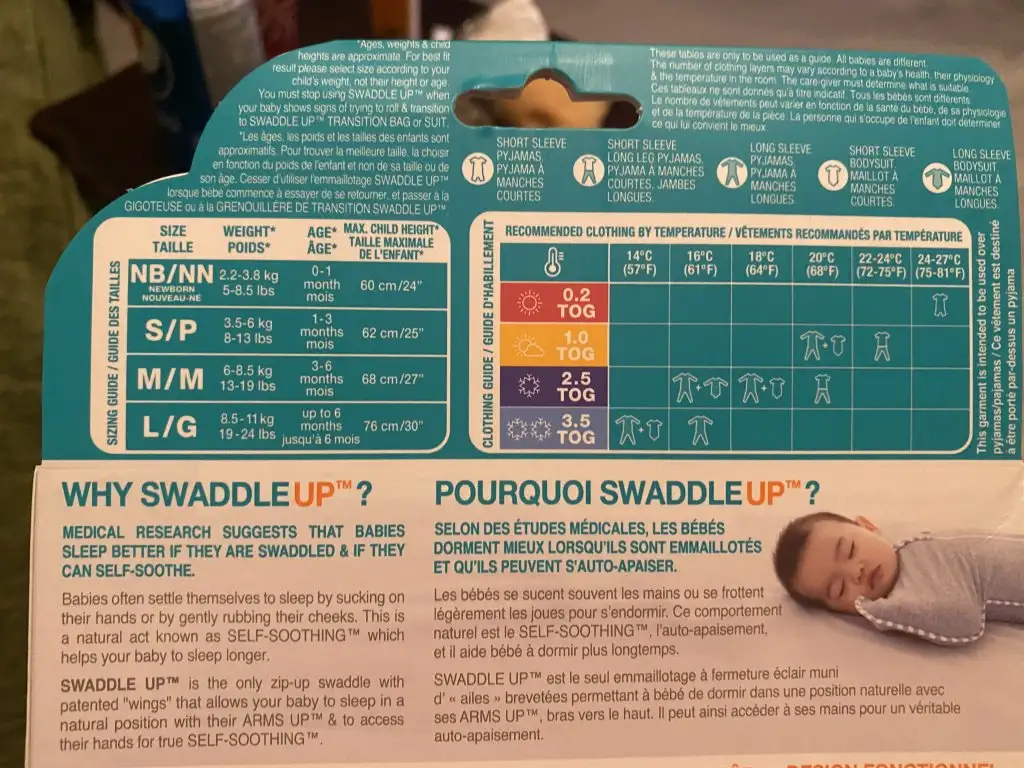 *Ages, weights & child
heights are approximate. For best fit
result please select size according to your
child's weight, not their height or age.
You must stop using SWADDLE UP™ when
your baby shows signs of trying to roll & transition
to SWADDLE UP™ TRANSITION BAG or SUIT.
*Les âges, les poids et les tailles des enfants sont
approximatifs. Pour trouver la meilleure taille, la choisir
en fonction du poids de l'enfant et non de sa taille ou de
son âge. Cesser d'utiliser l'emmaillotage SWADDLE UP™
lorsque bébé commence à essayer de se retourner, et passer à la
GIGOTEUSE ou à la GRENOUILLÈRE DE TRANSITION SWADDLE UP™
These tables are only to be used as a guide. All babies are different.
The number of clothing layers may vary according to a baby's health, their physiology
& the temperature in the room. The care-giver must determine what is suitable.
Ces tableaux ne sont donnés qu'à titre indicatif. Tous les bébés sont différents.
Le nombre de vêtements peut varier en fonction de la santé du bébé, de sa physiologie
et de la température de la pièce. La personne qui s'occupe de l'enfant doit déterminer
ce qui lui convient le mieux.
SHORT SLEEVE
PYJAMAS,
PYJAMA À
MANCHES
COURTES
SHORT SLEEVE
LONG LEG PYJAMAS,
PYJAMA À MANCHES
COURTES, JAMBES
LONGUES.
LONG SLEEVE
PYJAMAS,
PYJAMA À
MANCHES
LONGUES
SHORT SLEEVE
BODYSUIT,
MAILLOT À
MANCHES
COURTES.
LONG SLEEVE
BODYSUIT,
MAILLOT À
MANCHES
LONGUES.
SIZING GUIDE / GUIDE DES TAILLES
SIZE WEIGHT* AGE* MAX. CHILD HEIGHT*
TAILLE POIDS* ÂGE* TAILLE MAXIMALE
DE L'ENFANT*
NB/NN NEWBORN NOUVEAU-NÉ 2.2-3.8 kg 5-8.5 lbs 0-1 month mois 60 cm/24"
S/P 3.5-6 kg 8-13 lbs 1-3 months mois 62 cm/25"
M/M 6-8.5 kg 13-19 lbs 3-6 months mois 68 cm/27"
L/G 8.5-11 kg 19-24 lbs up to 6 months jusqu'à 6 mois 76 cm/30"
CLOTHING GUIDE / GUIDE D'HABILLEMENT
RECOMMENDED CLOTHING BY TEMPERATURE / VÊTEMENTS RECOMMANDÉS PAR TEMPÉRATURE
14°C 16°C 18°C 20°C 22-24°C 24-27°C
(57°F) (61°F) (64°F) (68°F) (72-75°F) (75-81°F)
0.2 TOG
1.0 TOG
2.5 TOG
3.5 TOG
This garment is intended to be used over
pyjamas/pajamas / Ce vêtement est destiné
à être porté par-dessus un pyjama
WHY SWADDLE UP™ ?
MEDICAL RESEARCH SUGGESTS THAT BABIES
SLEEP BETTER IF THEY ARE SWADDLED & IF THEY
CAN SELF-SOOTHE.
Babies often settle themselves to sleep by sucking on
their hands or by gently rubbing their cheeks. This is
a natural act known as SELF-SOOTHING™ which
helps your baby to sleep longer.
SWADDLE UP™ is the only zip-up swaddle with
patented "wings" that allows your baby to sleep in a
natural position with their ARMS UP™ & to access
their hands for true SELF-SOOTHING™.
POURQUOI SWADDLE UP™ ?
SELON DES ÉTUDES MÉDICALES, LES BÉBÉS
DORMENT MIEUX LORSQU'ILS SONT EMMAILLOTÉS
ET QU'ILS PEUVENT S'AUTO-APAISER.
Les bébés se sucent souvent les mains ou se frottent
légèrement les joues pour s'endormir. Ce comportement
naturel est le SELF-SOOTHING™, l'auto-apaisement,
et il aide bébé à dormir plus longtemps.
SWADDLE UP™ est le seul emmaillotage à fermeture éclair muni
d' « ailes » brevetées permettant à bébé de dormir dans une position naturelle avec
ses ARMS UP™, bras vers le haut. Il peut ainsi accéder à ses mains pour un véritable
auto-apaisement.